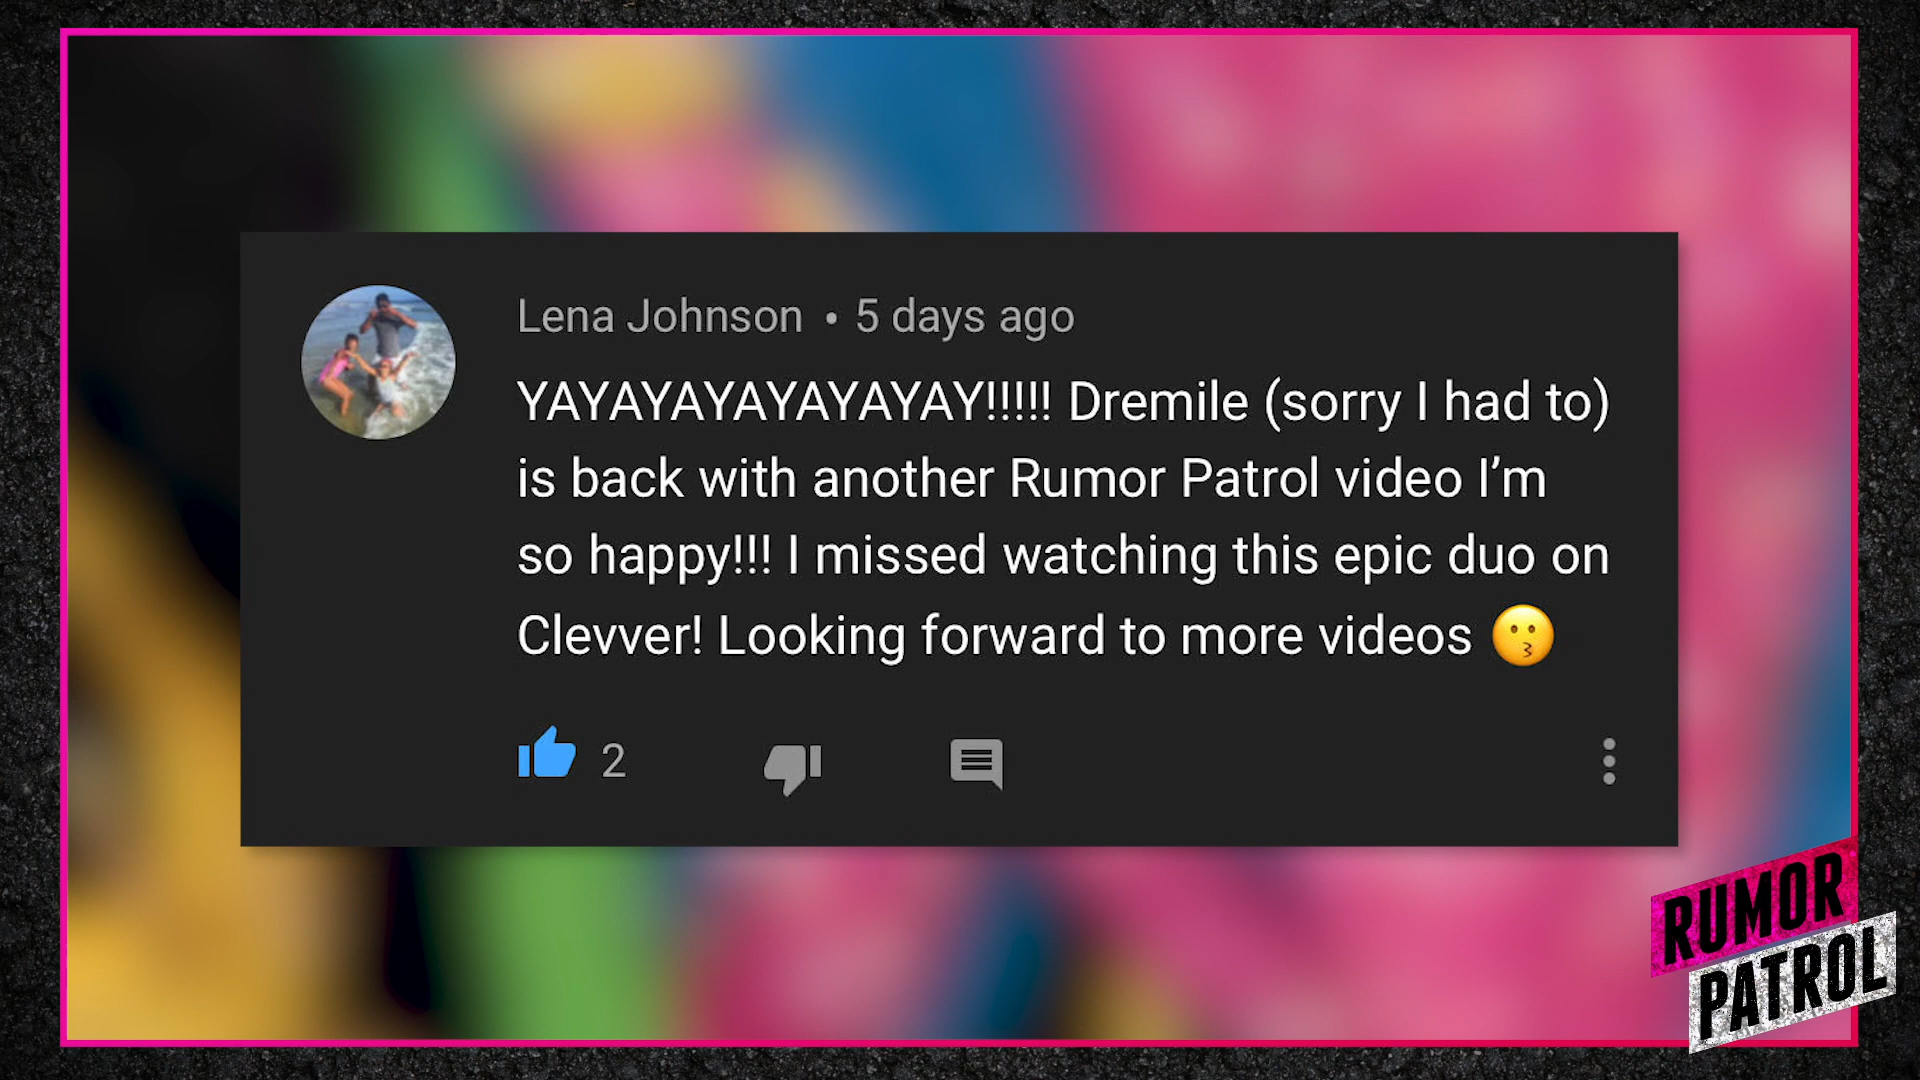 Lena Johnson • 5 days ago
YAYAYAYAYAYAYAY!!!!! Dremile (sorry I had to)
is back with another Rumor Patrol video I’m
so happy!!! I missed watching this epic duo on
Clevver! Looking forward to more videos 😗
2
RUMOR
PATROL